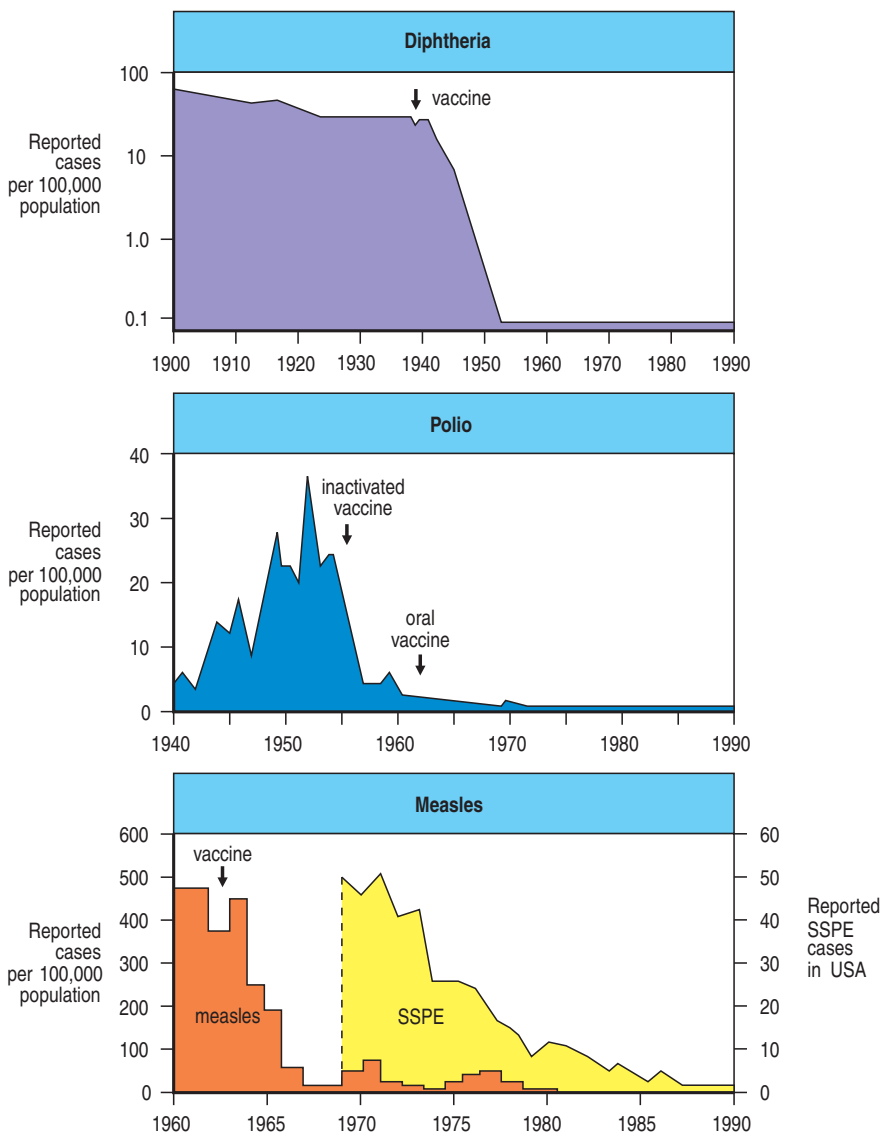 Diphtheria
100
10
1.0
0.1
Reported
cases
per 100,000
population
vaccine
1900 1910 1920 1930 1940 1950 1960 1970 1980 1990
Polio
40
30
20
10
0
Reported
cases
per 100,000
population
inactivated
vaccine
oral
vaccine
1940 1950 1960 1970 1980 1990
Measles
600
500
400
300
200
100
0
Reported
cases
per 100,000
population
vaccine
measles
SSPE
60
50
40
30
20
10
0
Reported
SSPE
cases
in USA
1960 1965 1970 1975 1980 1985 1990